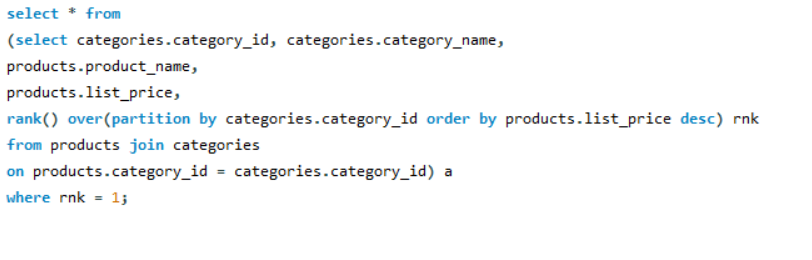 select * from
(select categories.category_id, categories.category_name,
products.product_name,
products.list_price,
rank() over(partition by categories.category_id order by products.list_price desc) rnk
from products join categories
on products.category_id = categories.category_id) a
where rnk = 1;